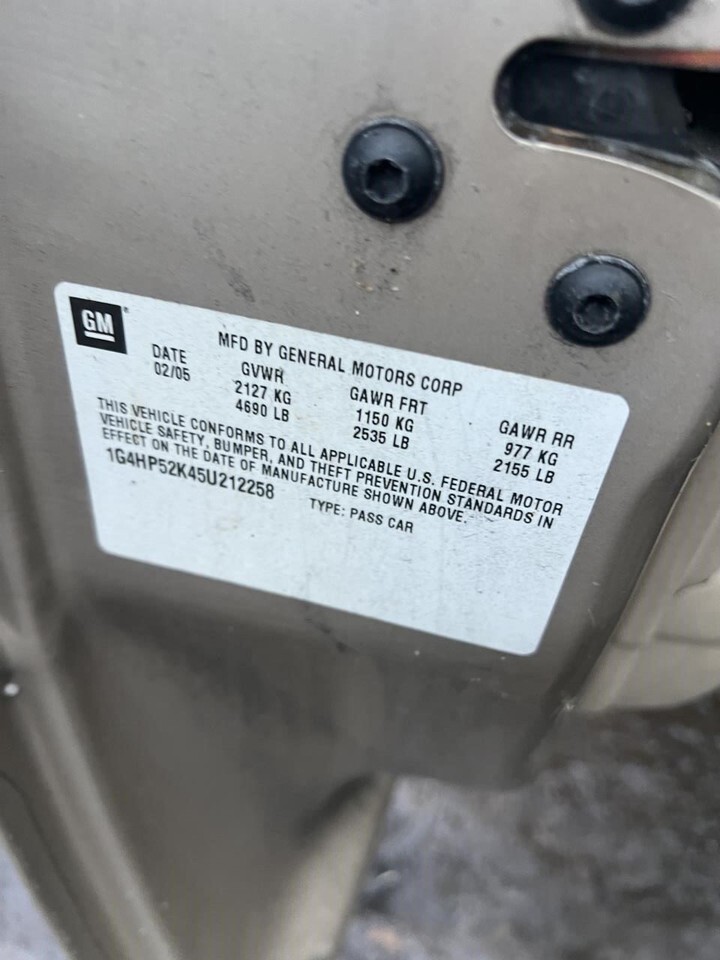 GM
MFD BY GENERAL MOTORS CORP
DATE GVWR GAWR FRT GAWR RR
02/05 2127 KG 1150 KG 977 KG
4690 LB 2535 LB 2155 LB
THIS VEHICLE CONFORMS TO ALL APPLICABLE U.S. FEDERAL MOTOR
VEHICLE SAFETY, BUMPER, AND THEFT PREVENTION STANDARDS IN
EFFECT ON THE DATE OF MANUFACTURE SHOWN ABOVE.
1G4HP52K45U212258 TYPE: PASS CAR